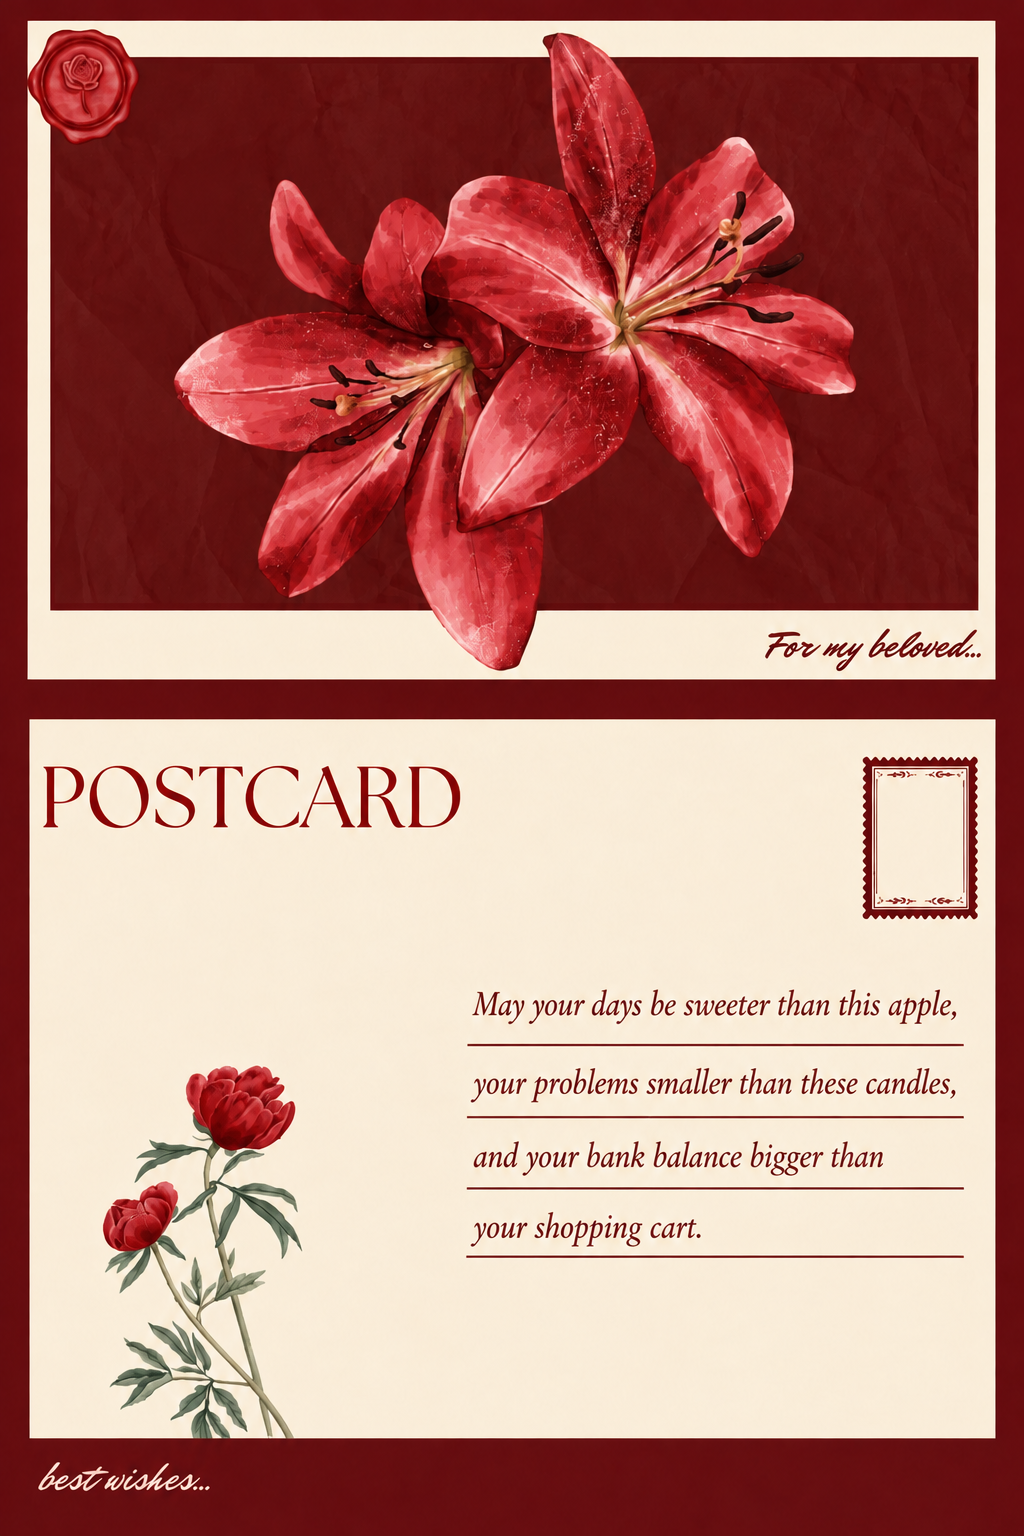 For my beloved...
POSTCARD
May your days be sweeter than this apple,
your problems smaller than these candles,
and your bank balance bigger than
your shopping cart.
best wishes...